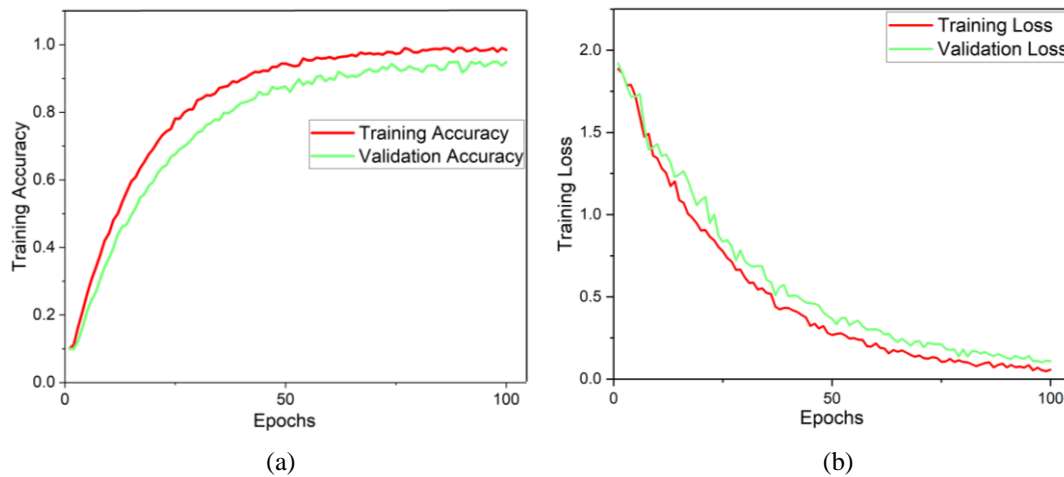 1.0
0.8
0.6
0.4
0.2
0.0
Training Accuracy
Training Accuracy
Validation Accuracy
0
50
100
Epochs
(a)
2.0
1.5
1.0
0.5
0.0
Training Loss
Training Loss
Validation Loss
0
50
100
Epochs
(b)